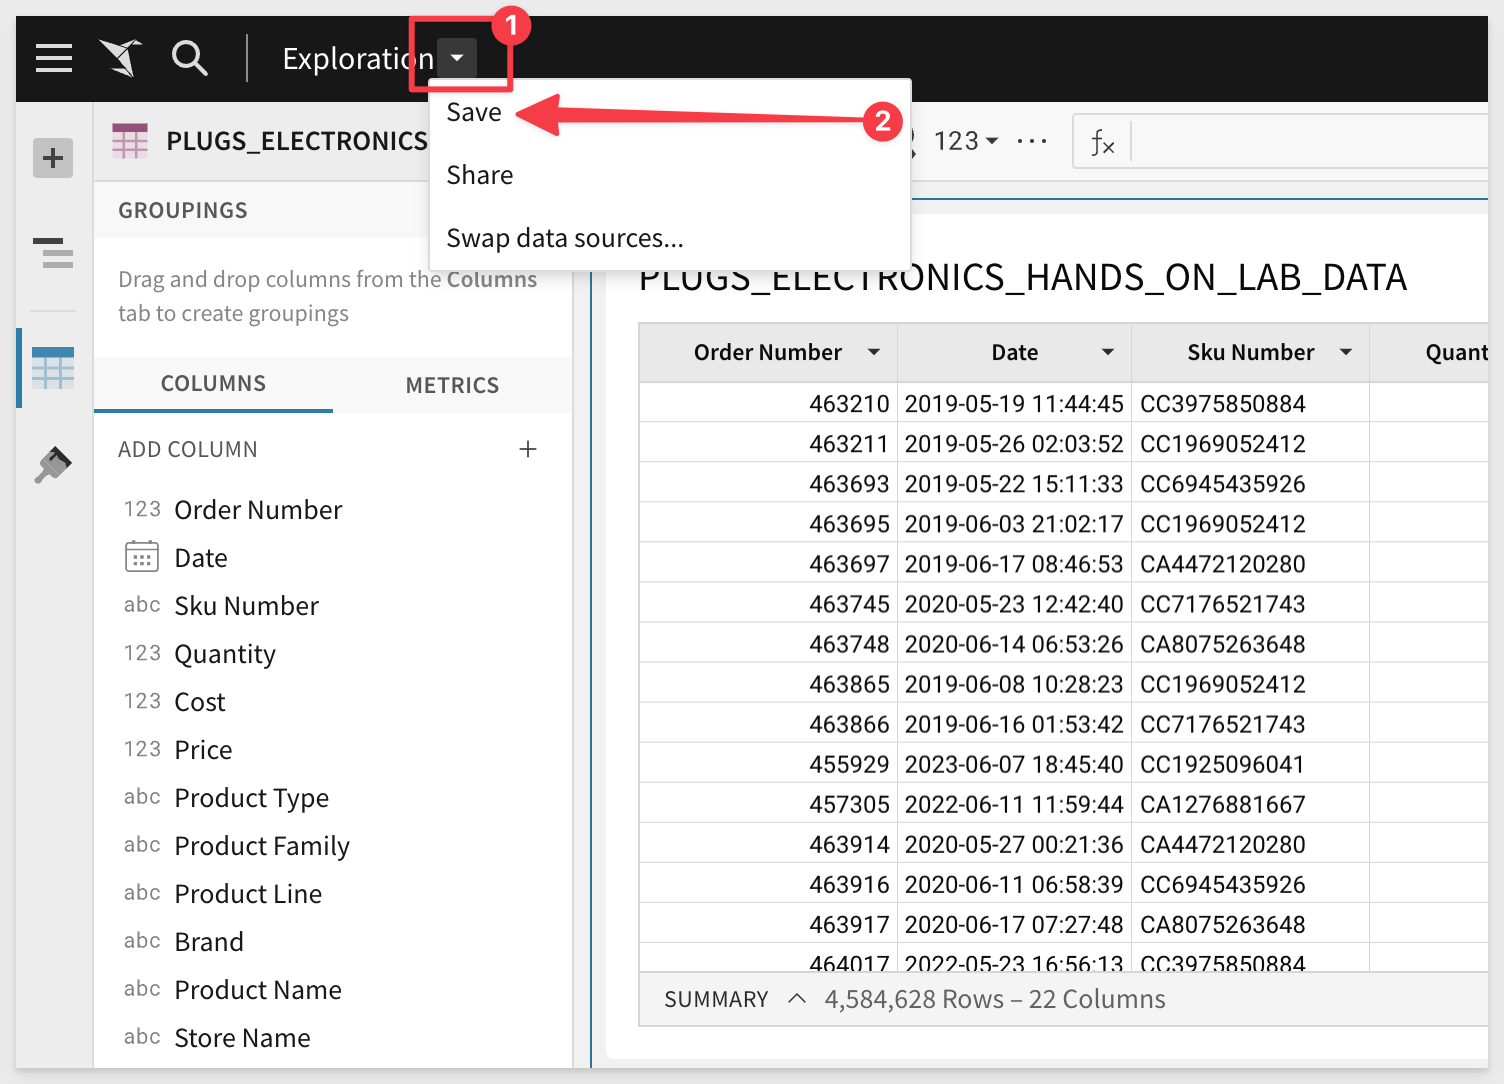 1
Exploration
Save
2
Share
Swap data sources...
PLUGS_ELECTRONICS
123
fx
GROUPINGS
Drag and drop columns from the Columns
tab to create groupings
COLUMNS METRICS
ADD COLUMN
123 Order Number
Date
abc Sku Number
123 Quantity
123 Cost
123 Price
abc Product Type
abc Product Family
abc Product Line
abc Brand
abc Product Name
abc Store Name
PLUGS_ELECTRONICS_HANDS_ON_LAB_DATA
Order Number Date Sku Number Quant
463210 2019-05-19 11:44:45 CC3975850884
463211 2019-05-26 02:03:52 CC1969052412
463693 2019-05-22 15:11:33 CC6945435926
463695 2019-06-03 21:02:17 CC1969052412
463697 2019-06-17 08:46:53 CA4472120280
463745 2020-05-23 12:42:40 CC7176521743
463748 2020-06-14 06:53:26 CA8075263648
463865 2019-06-08 10:28:23 CC1969052412
463866 2019-06-16 01:53:42 CC7176521743
455929 2023-06-07 18:45:40 CC1925096041
457305 2022-06-11 11:59:44 CA1276881667
463914 2020-05-27 00:21:36 CA4472120280
463916 2020-06-11 06:58:39 CC6945435926
463917 2020-06-17 07:27:48 CA8075263648
464017 2022-05-23 16:56:13 CC3975850884
SUMMARY 4,584,628 Rows – 22 Columns